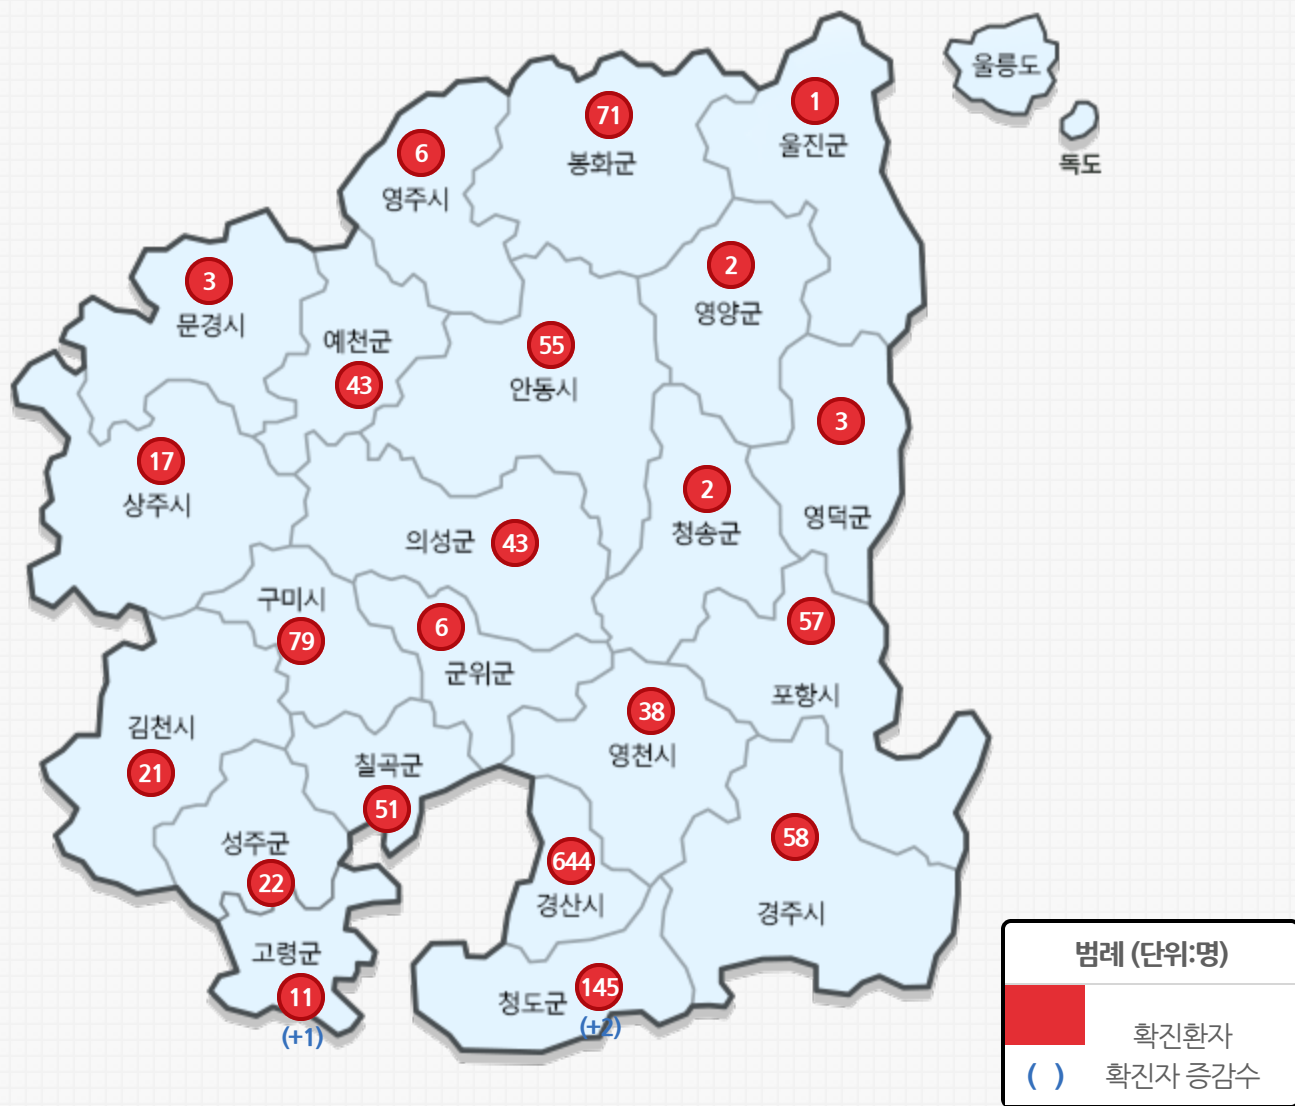 울릉도
독도
1
울진군
71
봉화군
6
영주시
3
문경시
2
영양군
예천군
43
55
안동시
3
영덕군
17
상주시
2
청송군
의성군 43
구미시
79
6
군위군
57
포항시
김천시
21
38
영천시
칠곡군
51
성주군
22
58
경주시
644
경산시
고령군
11
(+1)
청도군 145
(+2)
범례 (단위:명)
확진환자
( ) 확진자 증감수